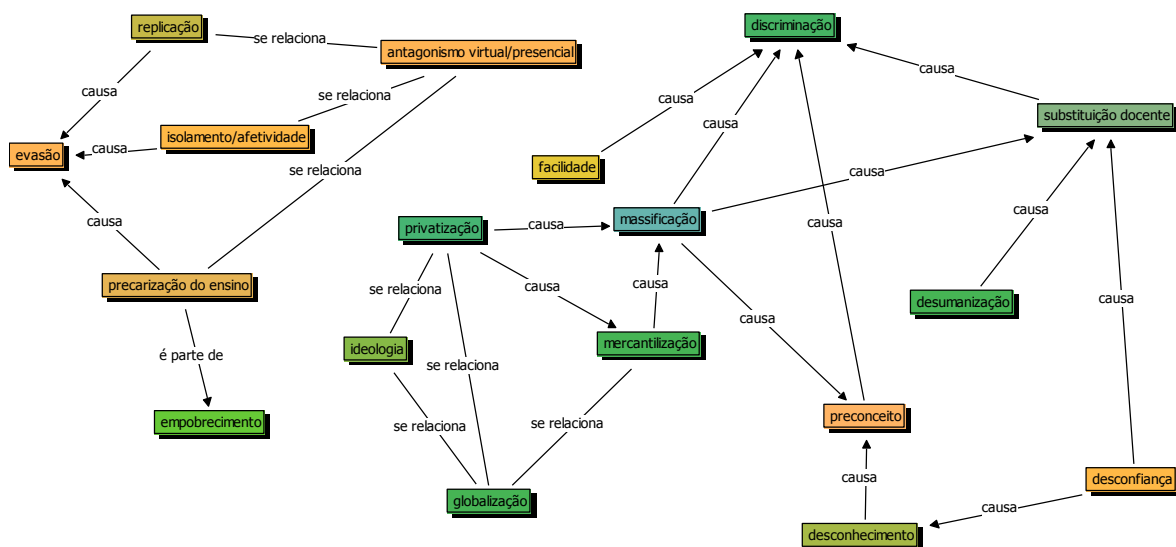 replicação
discriminação
se relaciona
antagonismo virtual/presencial
causa
causa
se relaciona
causa
substituição docente
causa
isolamento/afetividade
evasão
causa
se relaciona
facilidade
causa
causa
privatização
causa
massificação
causa
causa
causa
precarização do ensino
se relaciona
causa
causa
desumanização
causa
causa
ideologia
mercantilização
é parte de
se relaciona
empobrecimento
se relaciona
se relaciona
preconceito
causa
desconfiança
globalização
causa
desconhecimento